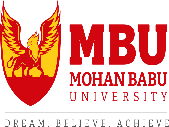 MBU
MOHAN BABU
UNIVERSITY
DREAM. BELIEVE. ACHIEVE